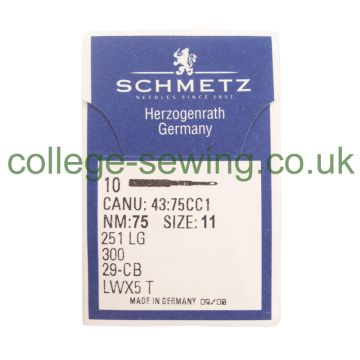 SCHMETZ
NEEDLES SINCE 1851
Herzogenrath
Germany
college-sewing.co.uk
10
CANU: 43:75CC1
NM:75 SIZE:11
251 LG
300
29-CB
LWX5 T
MADE IN GERMANY 09/08